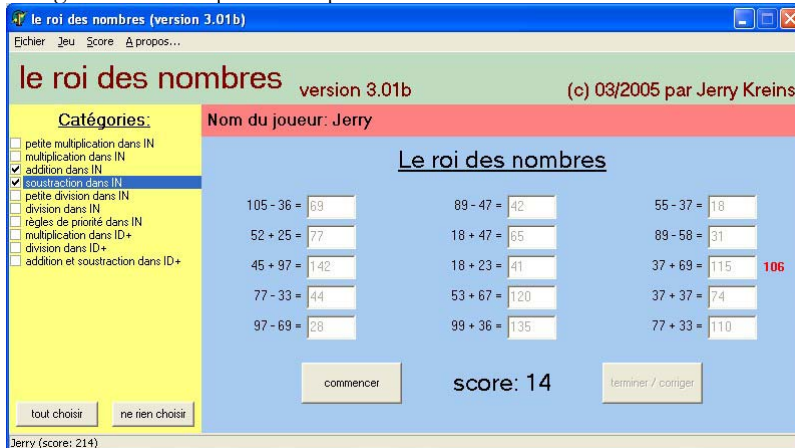 le roi des nombres (version 3.01b)
Fichier Jeu Score A propos...
le roi des nombres version 3.01b (c) 03/2005 par Jerry Kreins
Catégories:
petite multiplication dans IN
multiplication dans IN
addition dans IN
soustraction dans IN
petite division dans IN
division dans IN
règles de priorité dans IN
multiplication dans ID+
division dans ID+
addition et soustraction dans ID+
tout choisir ne rien choisir
Nom du joueur: Jerry
Le roi des nombres
105 - 36 = 69 89 - 47 = 42 55 - 37 = 18
52 + 25 = 77 18 + 47 = 65 89 - 58 = 31
45 + 97 = 142 18 + 23 = 41 37 + 69 = 115 106
77 - 33 = 44 53 + 67 = 120 37 + 37 = 74
97 - 69 = 28 99 + 36 = 135 77 + 33 = 110
commencer score: 14 terminer / corriger
Jerry (score: 214)